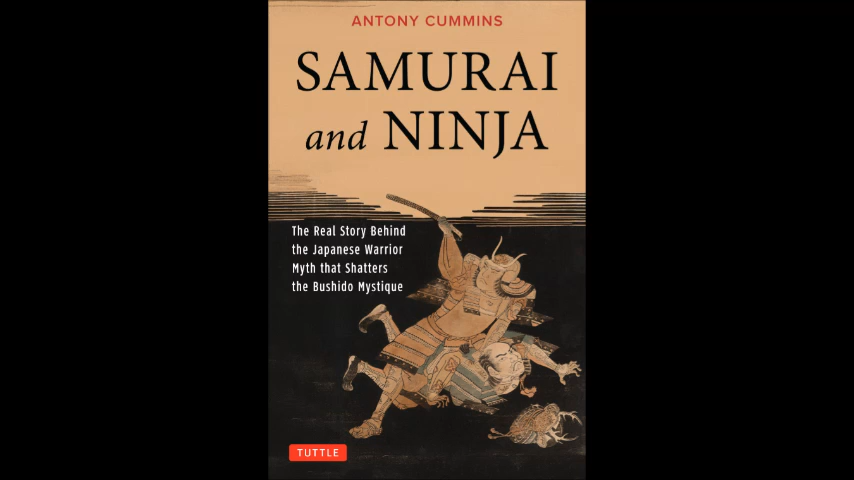 ANTONY CUMMINS
SAMURAI
and NINJA
The Real Story Behind
the Japanese Warrior
Myth that Shatters
the Bushido Mystique
TUTTLE